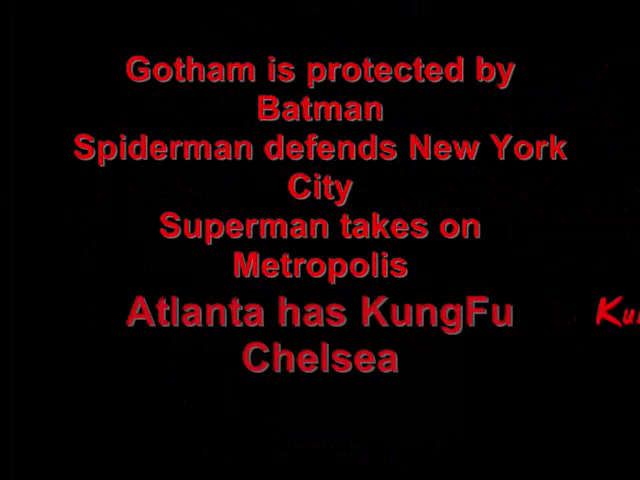 Gotham is protected by
Batman
Spiderman defends New York
City
Superman takes on
Metropolis
Atlanta has KungFu
Chelsea